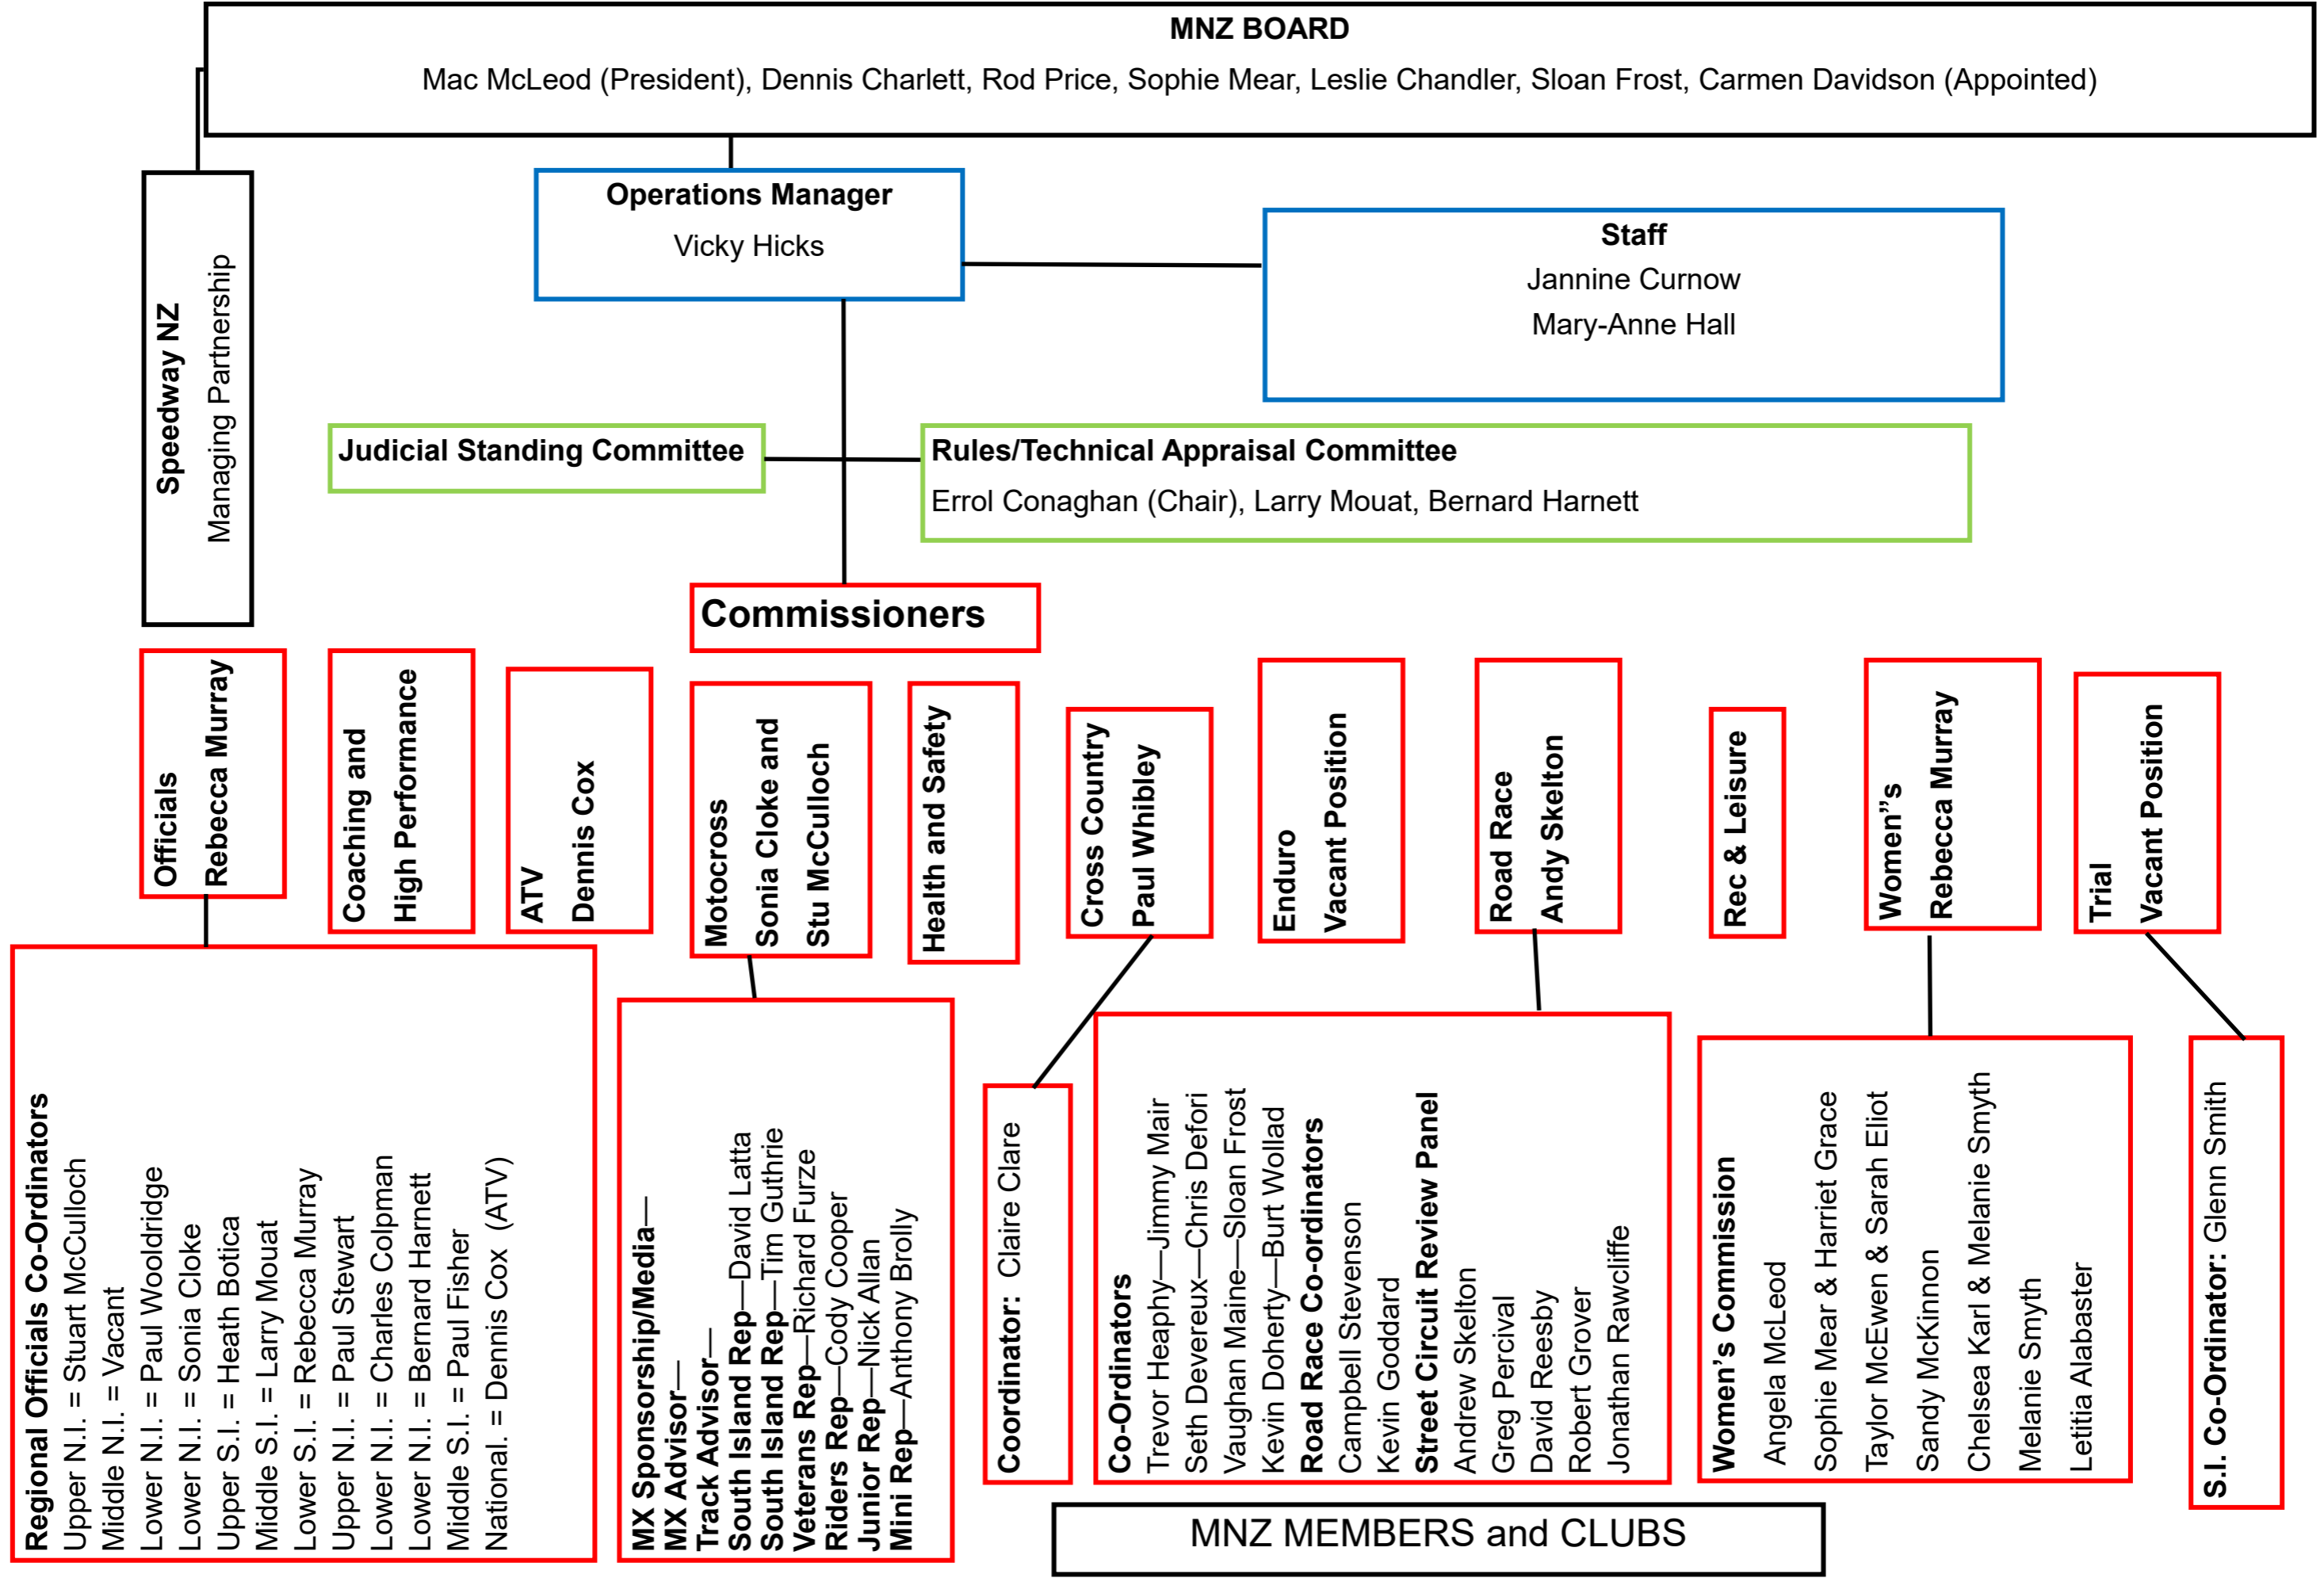 MNZ BOARD
Mac McLeod (President), Dennis Charlett, Rod Price, Sophie Mear, Leslie Chandler, Sloan Frost, Carmen Davidson (Appointed)
Speedway NZ
Managing Partnership
Operations Manager
Vicky Hicks
Staff
Jannine Curnow
Mary-Anne Hall
Judicial Standing Committee
Rules/Technical Appraisal Committee
Errol Conaghan (Chair), Larry Mouat, Bernard Harnett
Commissioners
Officials
Rebecca Murray
Coaching and
High Performance
ATV
Dennis Cox
Motocross
Sonia Cloke and
Stu McCulloch
Health and Safety
Cross Country
Paul Whibley
Enduro
Vacant Position
Road Race
Andy Skelton
Rec & Leisure
Women”s
Rebecca Murray
Trial
Vacant Position
Regional Officials Co-Ordinators
Upper N.I. = Stuart McCulloch
Middle N.I. = Vacant
Lower N.I. = Paul Wooldridge
Lower N.I. = Sonia Cloke
Upper S.I. = Heath Botica
Middle S.I. = Larry Mouat
Lower S.I. = Rebecca Murray
Upper N.I. = Paul Stewart
Lower N.I. = Charles Colpman
Lower N.I. = Bernard Harnett
Middle S.I. = Paul Fisher
National. = Dennis Cox (ATV)
MX Sponsorship/Media—
MX Advisor—
Track Advisor—
South Island Rep—David Latta
South Island Rep—Tim Guthrie
Veterans Rep—Richard Furze
Riders Rep—Cody Cooper
Junior Rep—Nick Allan
Mini Rep—Anthony Brolly
Coordinator: Claire Clare
Co-Ordinators
Trevor Heaphy—Jimmy Mair
Seth Devereux—Chris Defori
Vaughan Maine—Sloan Frost
Kevin Doherty—Burt Wollad
Road Race Co-ordinators
Campbell Stevenson
Kevin Goddard
Street Circuit Review Panel
Andrew Skelton
Greg Percival
David Reesby
Robert Grover
Jonathan Rawcliffe
Women’s Commission
Angela McLeod
Sophie Mear & Harriet Grace
Taylor McEwen & Sarah Eliot
Sandy McKinnon
Chelsea Karl & Melanie Smyth
Melanie Smyth
Letitia Alabaster
S.I. Co-Ordinator: Glenn Smith
MNZ MEMBERS and CLUBS